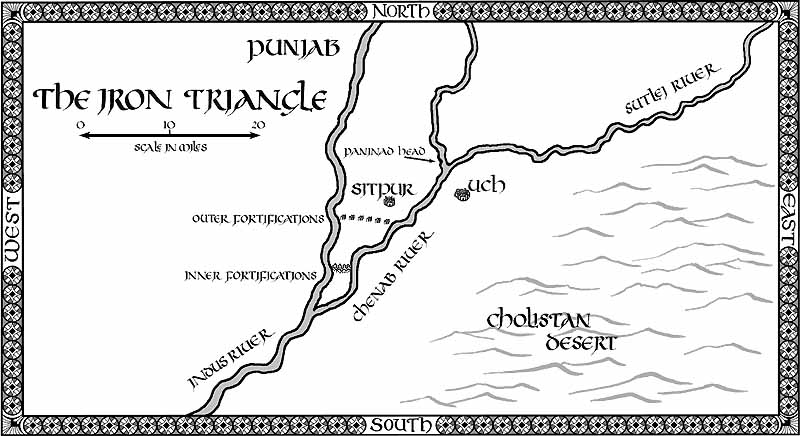 NORTH
PUNJAB
THE IRON TRIANGLE
0 10 20
SCALE IN MILES
SUTLEJ RIVER
PANJNAD HEAD
SITPUR
UCH
OUTER FORTIFICATIONS
WEST
EAST
INNER FORTIFICATIONS
CHENAB RIVER
CHOLISTAN
DESERT
INDUS RIVER
SOUTH